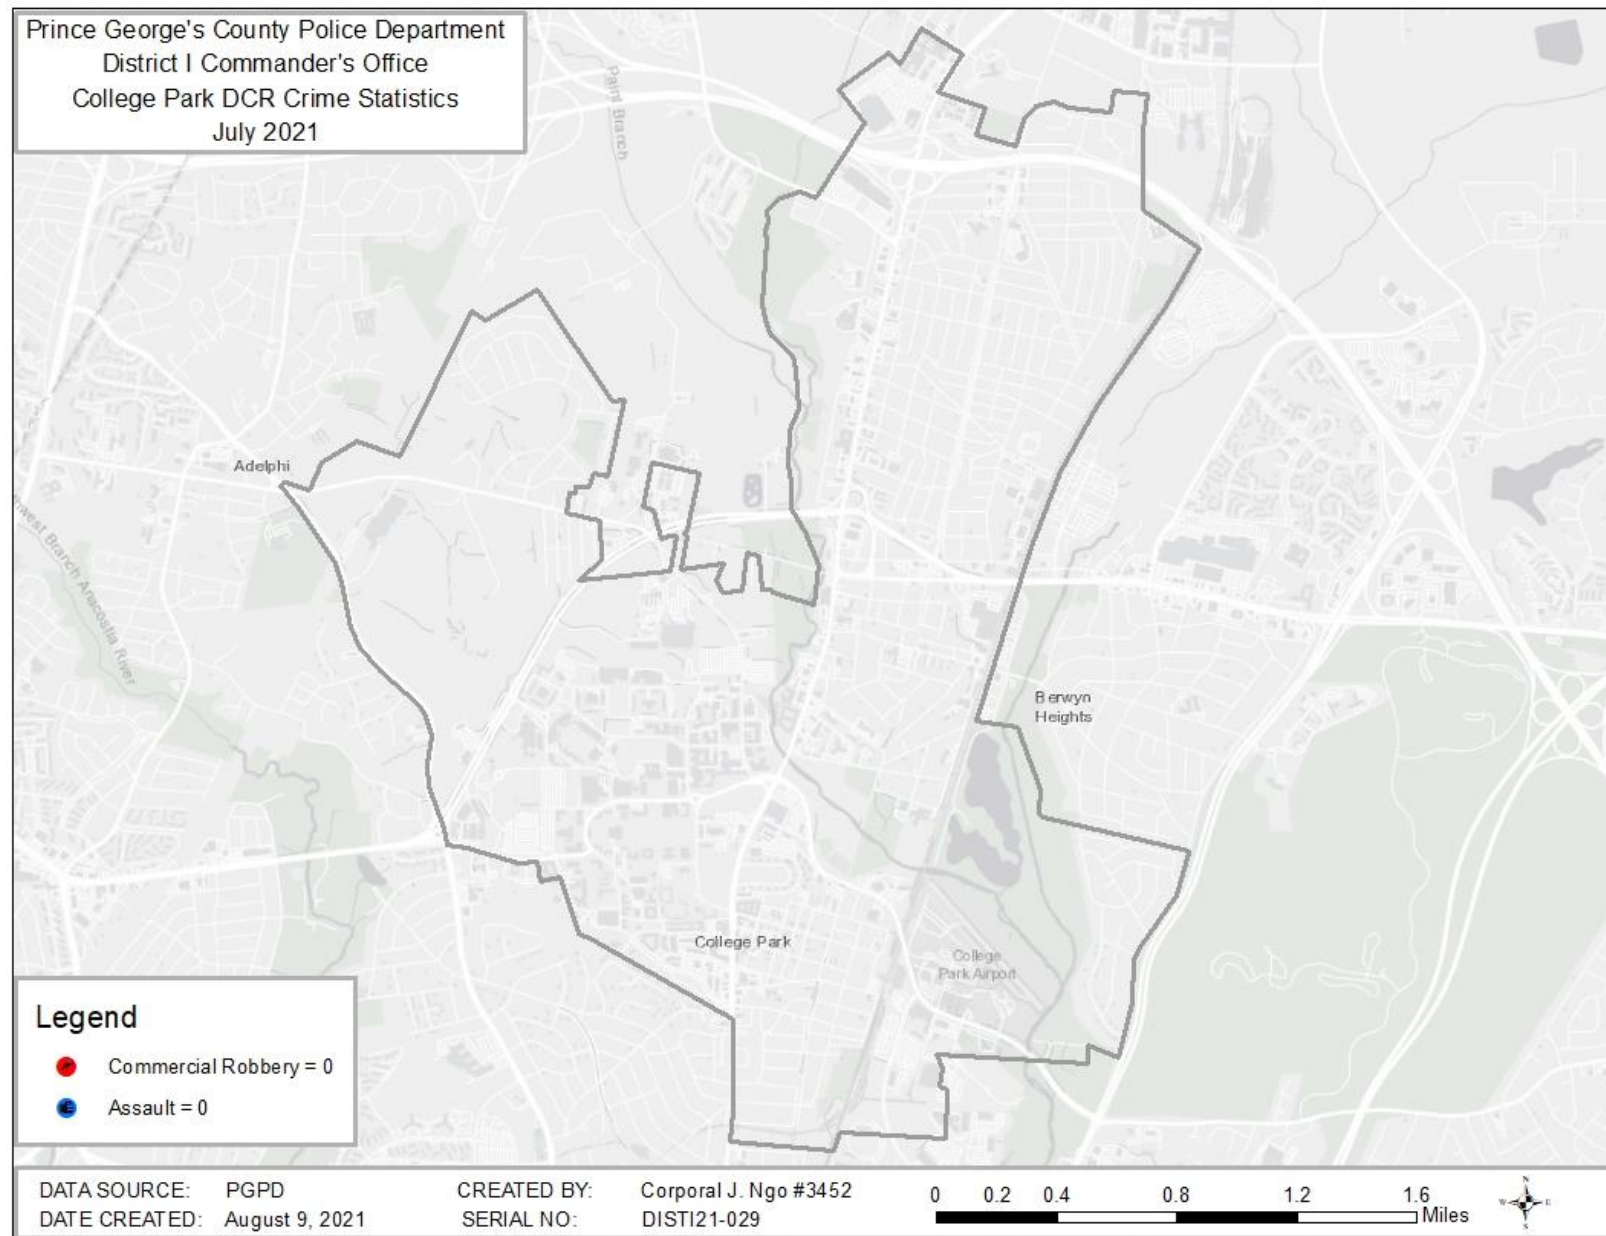 Prince George's County Police Department
District I Commander's Office
College Park DCR Crime Statistics
July 2021
Paint Branch
Adelphi
Branch Anacostia River
Berwyn
Heights
College Park
College
Park Airport
Legend
Commercial Robbery = 0
Assault = 0
DATA SOURCE: PGPD
DATE CREATED: August 9, 2021
CREATED BY: Corporal J. Ngo #3452
SERIAL NO: DISTI21-029
0 0.2 0.4 0.8 1.2 1.6
Miles
N
W E
S